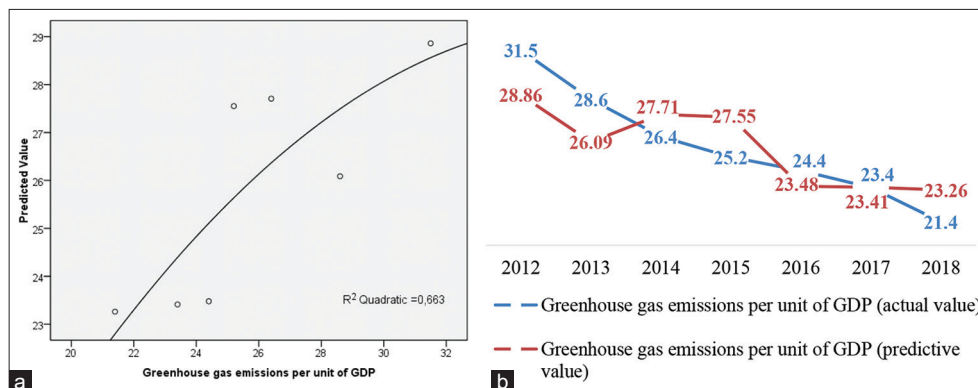 29
28
27
26
25
24
23
Predicted Value
R² Quadratic =0,663
20 22 24 26 28 30 32
Greenhouse gas emissions per unit of GDP
a
31.5
28.86 28.6 27.71 27.55
26.09 26.4 25.2 24.4 23.4
23.48 23.41 23.26
21.4
2012 2013 2014 2015 2016 2017 2018
Greenhouse gas emissions per unit of GDP (actual value)
Greenhouse gas emissions per unit of GDP (predictive
value)
b